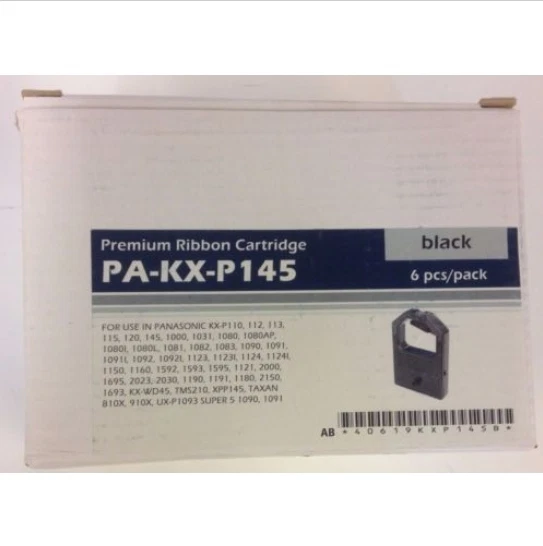 Premium Ribbon Cartridge
PA-KX-P145
black
6 pcs/pack
FOR USE IN PANASONIC KX-P110, 112, 113,
115, 120, 145, 1000, 1031, 1080, 1080AP,
1080I, 1080L, 1081, 1082, 1083, 1090, 1091,
1091I, 1092, 1092I, 1123, 1123I, 1124, 1124I,
1150, 1160, 1592, 1593, 1595, 1121, 2000,
1695, 2023, 2030, 1190, 1191, 1180, 2150,
1693, KX-WD45, 7MS210, XPP145, TAXAN
810X, 910X, UX-P1093 SUPER 5 1090, 1091
AB *40619KXP145B*